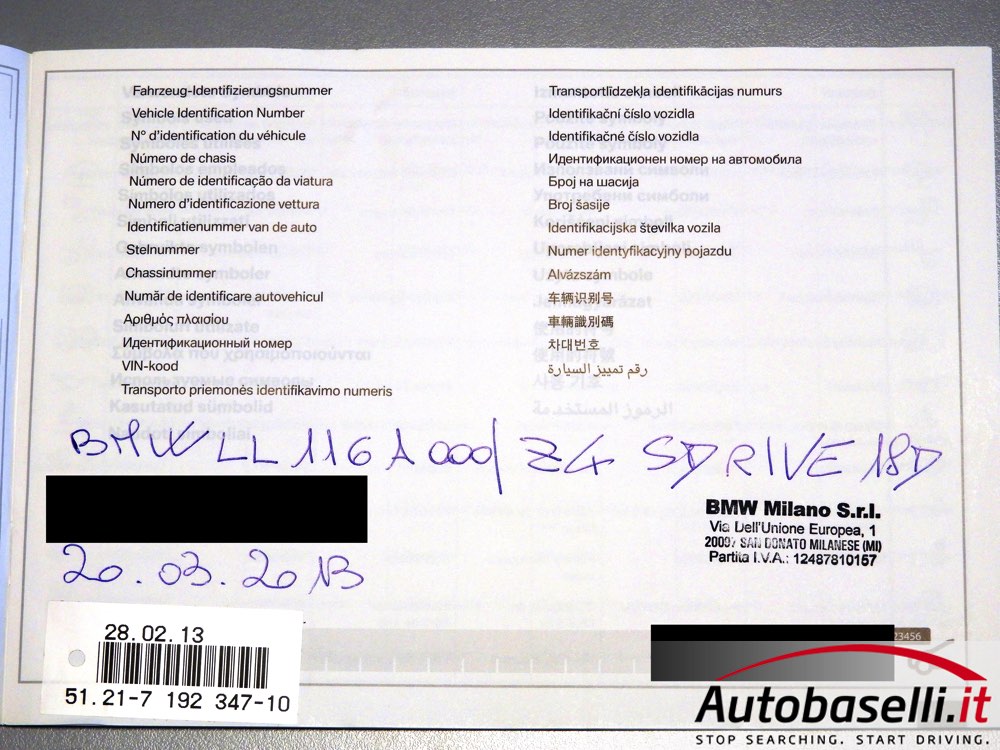 Fahrzeug-Identifizierungsnummer
Vehicle Identification Number
N° d'identification du véhicule
Número de chasis
Número de identificação da viatura
Numero d'identificazione vettura
Identificatienummer van de auto
Stelnummer
Chassinummer
Număr de identificare autovehicul
Αριθμός πλαισίου
Идентификационный номер
VIN-kood
Transporto priemonės identifikavimo numeris
Transportlīdzekļa identifikācijas numurs
Identifikační číslo vozidla
Identifikačné číslo vozidla
Идентификационен номер на автомобила
Број на шасија
Broj šasije
Identifikacijska številka vozila
Numer identyfikacyjny pojazdu
Alvázszám
车辆识别号
車輛識別碼
차대번호
رقم تمييز السيارة
BMW LL 116 A 000/ Z4 SDRIVE 18D
20.03.2013
BMW Milano S.r.l.
Via Dell'Unione Europea, 1
20097 SAN DONATO MILANESE (MI)
Partita I.V.A.: 12487810157
28.02.13
51.21-7 192 347-10
23456
Autobaselli.it
STOP SEARCHING. START DRIVING.